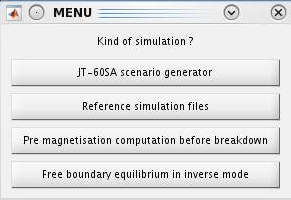 MENU
Kind of simulation ?
JT-60SA scenario generator
Reference simulation files
Pre magnetisation computation before breakdown
Free boundary equilibrium in inverse mode